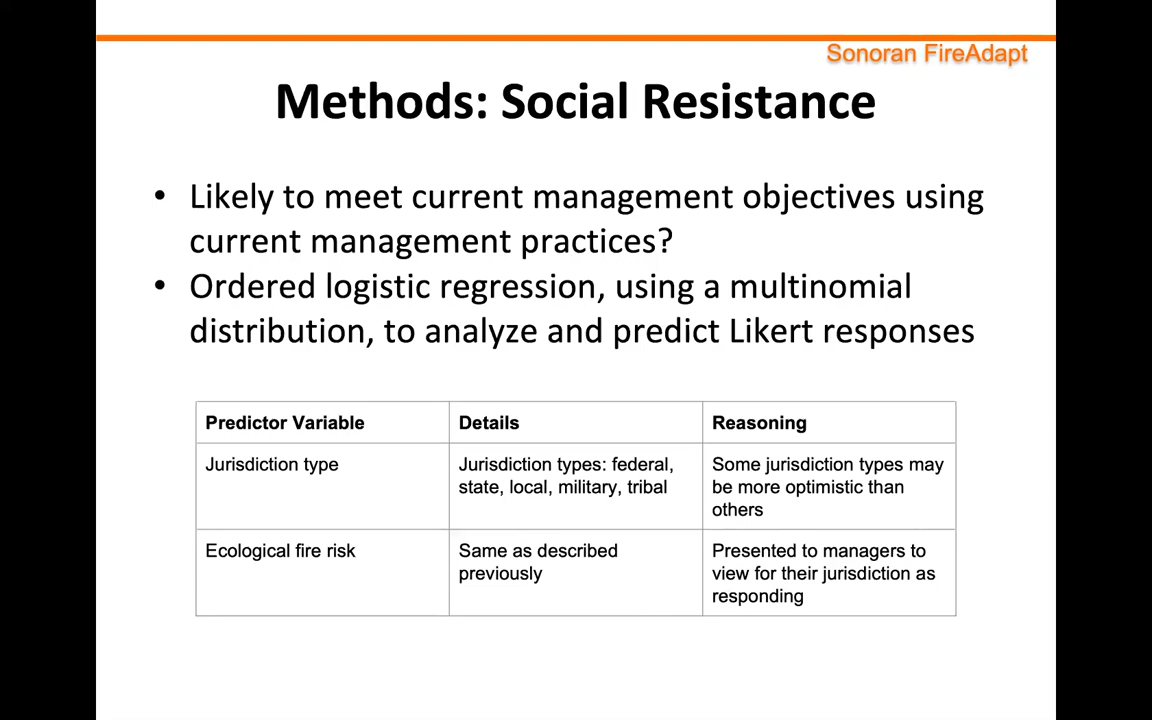 Sonoran FireAdapt
Methods: Social Resistance
• Likely to meet current management objectives using
current management practices?
• Ordered logistic regression, using a multinomial
distribution, to analyze and predict Likert responses
Predictor Variable
Details
Reasoning
Jurisdiction type
Jurisdiction types: federal,
state, local, military, tribal
Some jurisdiction types may
be more optimistic than
others
Ecological fire risk
Same as described
previously
Presented to managers to
view for their jurisdiction as
responding